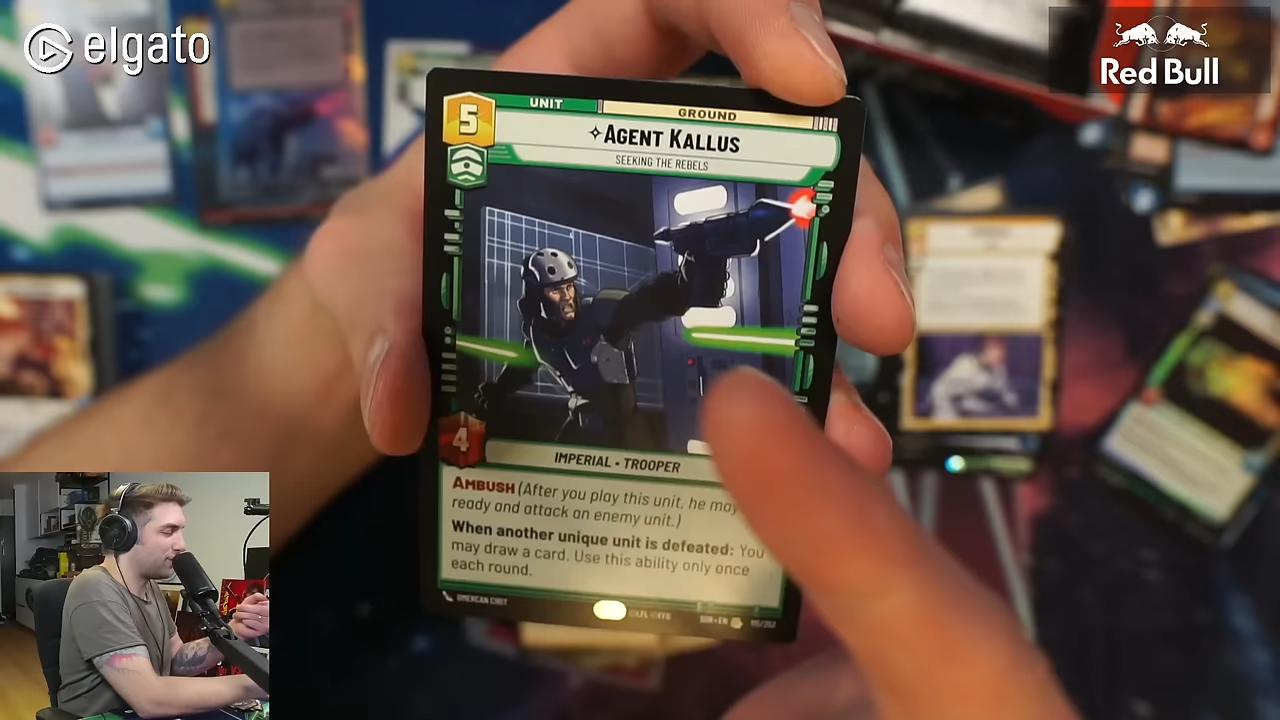 elgato
Red Bull
UNIT
GROUND
5
AGENT KALLUS
SEEKING THE REBELS
4
IMPERIAL • TROOPER
AMBUSH (After you play this unit, he may
ready and attack an enemy unit.)
When another unique unit is defeated: You
may draw a card. Use this ability only once
each round.